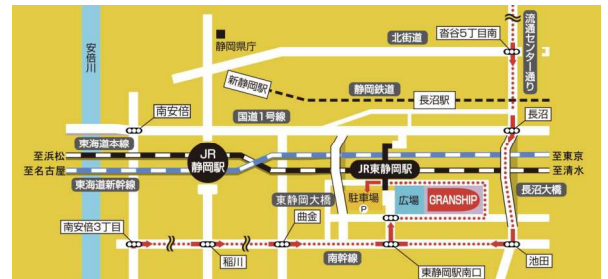 安倍川
静岡県庁
北街道
沓谷5丁目南
流通センター通り
新静岡駅
静岡鉄道
長沼駅
南安倍
国道1号線
長沼
東海道本線
至浜松
至名古屋
東海道新幹線
JR
静岡駅
JR東静岡駅
至東京
至清水
長沼大橋
東静岡大橋
駐車場
P
広場
GRANSHIP
南安倍3丁目
曲金
稲川
南幹線
東静岡駅南口
池田